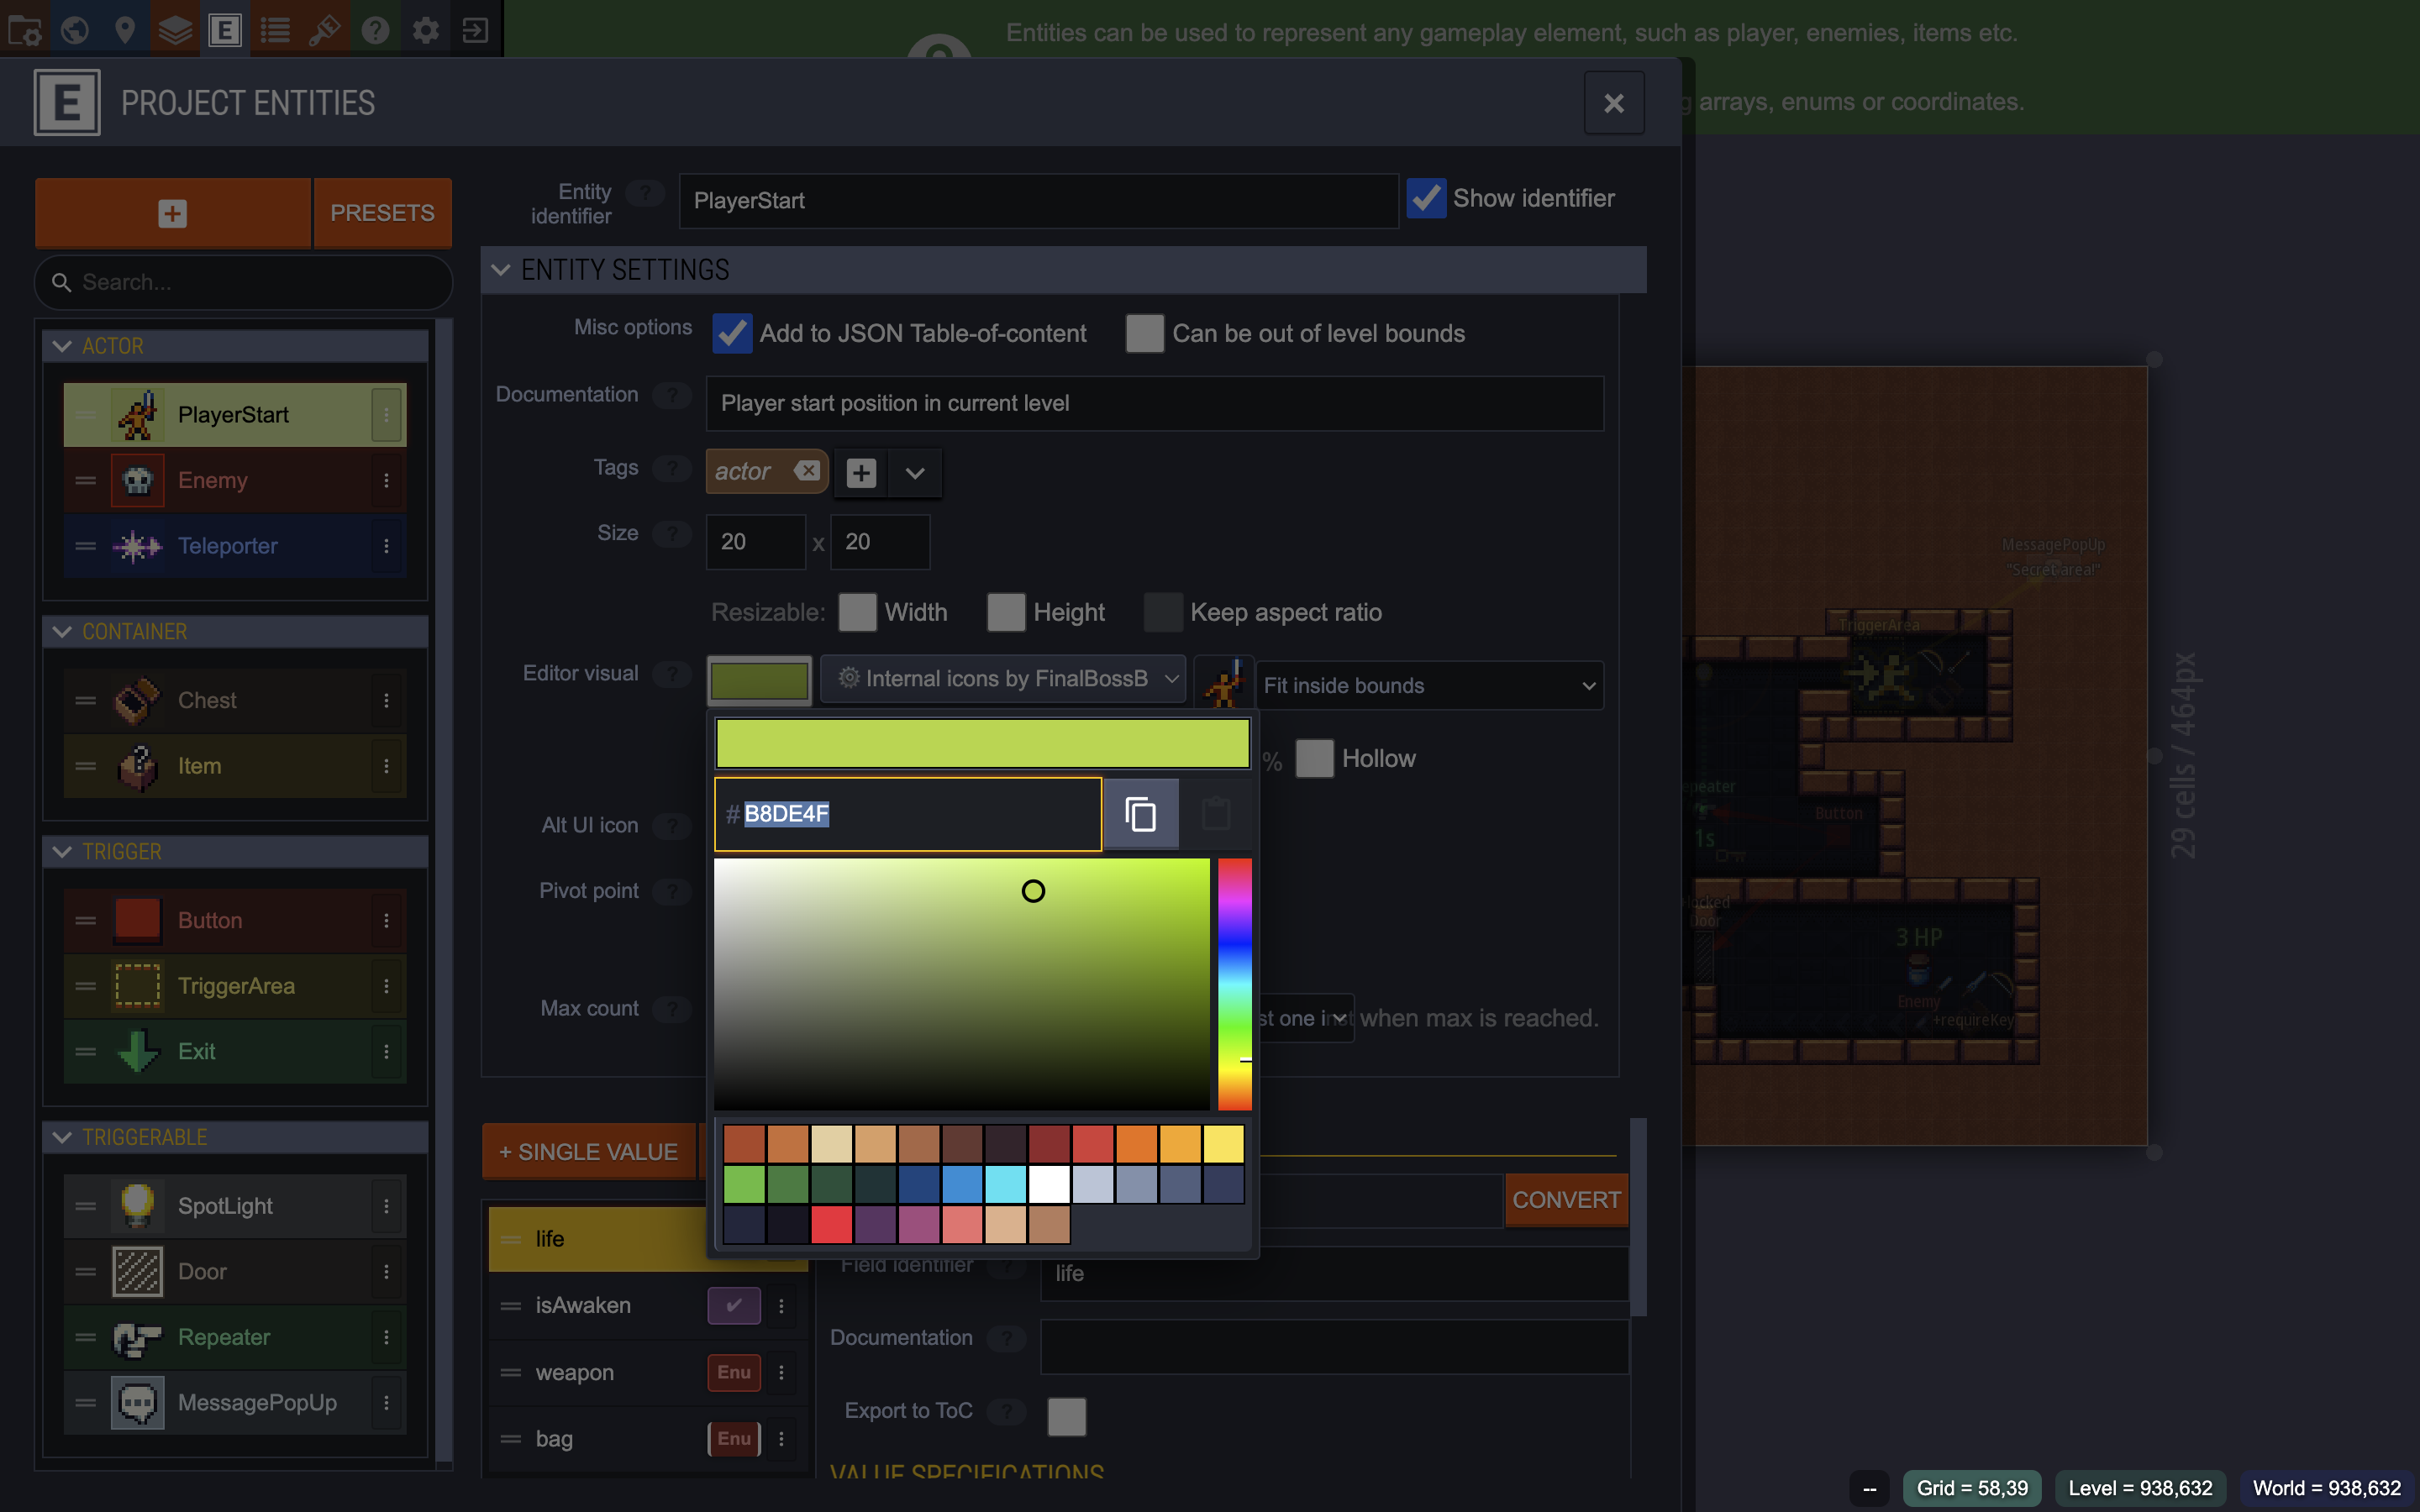 Entities can be used to represent any gameplay element, such as player, enemies, items etc.
arrays, enums or coordinates.
E PROJECT ENTITIES
PRESETS
Search...
ACTOR
PlayerStart
Enemy
Teleporter
CONTAINER
Chest
Item
TRIGGER
Button
TriggerArea
Exit
TRIGGERABLE
SpotLight
Door
Repeater
MessagePopUp
Entity identifier ? PlayerStart Show identifier
ENTITY SETTINGS
Misc options Add to JSON Table-of-content Can be out of level bounds
Documentation ? Player start position in current level
Tags ? actor
Size ? 20 x 20
Resizable: Width Height Keep aspect ratio
Editor visual ? Internal icons by FinalBossB Fit inside bounds
% Hollow
#B8DE4F
Alt UI icon ?
Pivot point ?
Max count ? st one inst when max is reached.
+ SINGLE VALUE
CONVERT
life
isAwaken
weapon Enu
bag Enu
Field identifier ? life
Documentation ?
Export to ToC ?
VALUE SPECIFICATIONS
MessagePopUp
"Secret area!"
TriggerArea
Button
1s
Door
3 HP
Enemy
+requireKey
29 cells / 464px
-- Grid = 58,39 Level = 938,632 World = 938,632